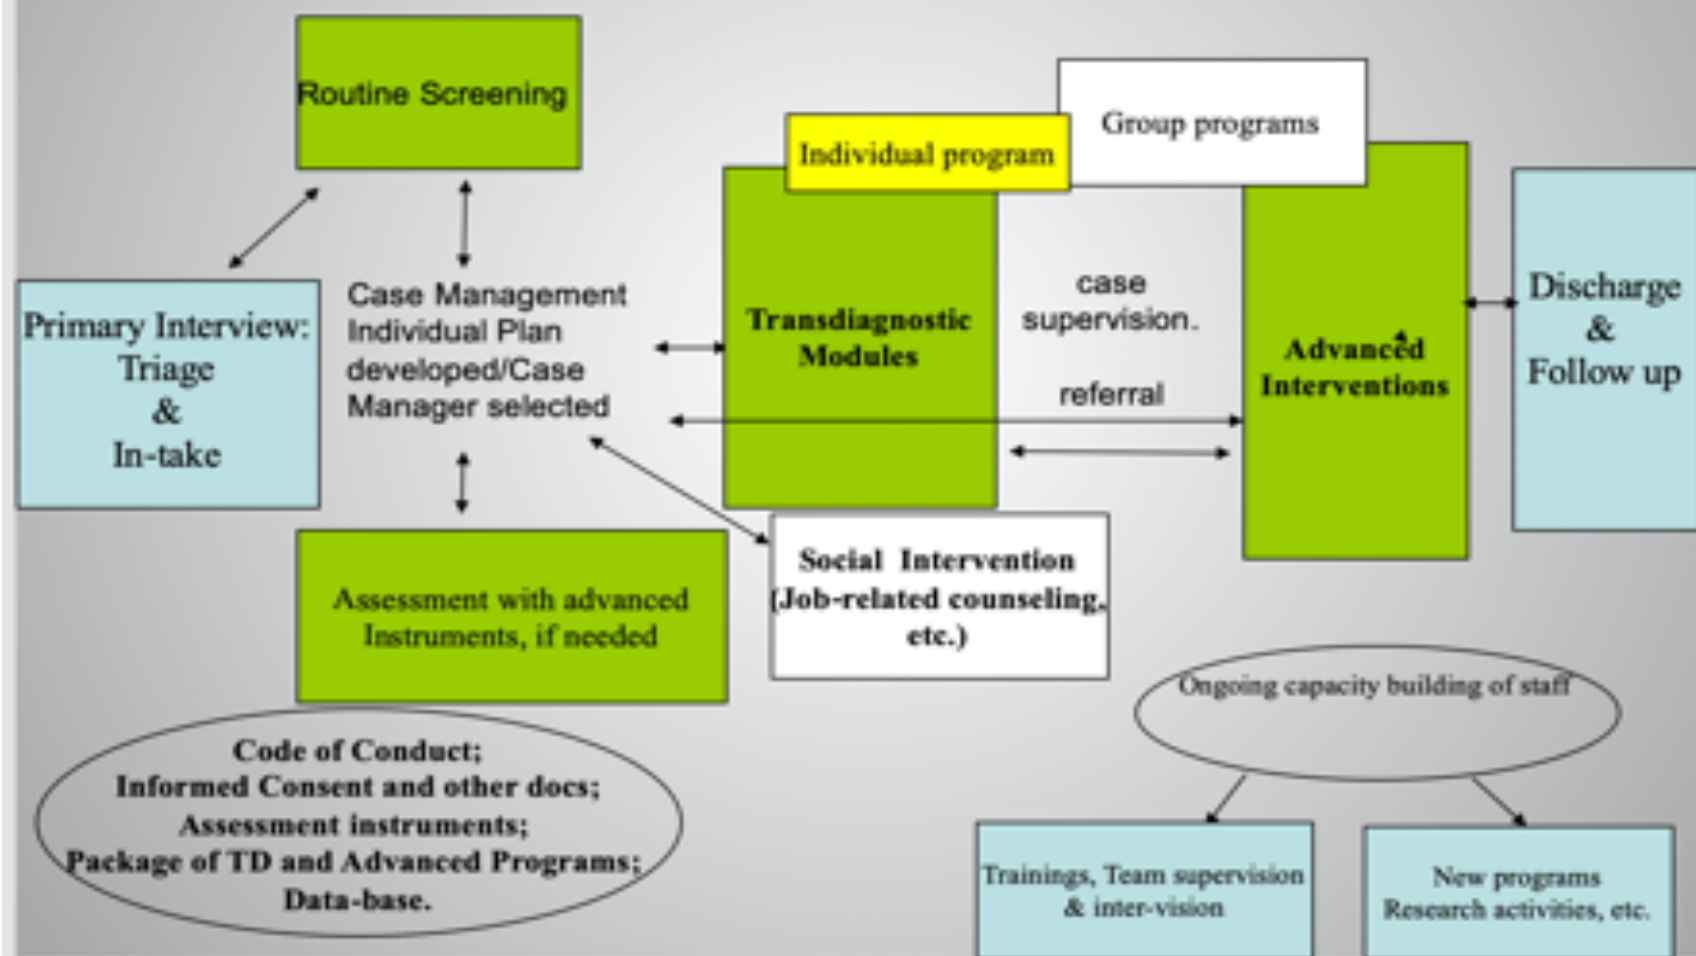 Routine Screening
Group programs
Individual program
Primary Interview:
Triage
&
In-take
Case Management
Individual Plan
developed/Case
Manager selected
Transdiagnostic
Modules
case
supervision.
referral
Advanced
Interventions
Discharge
&
Follow up
Assessment with advanced
Instruments, if needed
Social Intervention
(Job-related counseling,
etc.)
Code of Conduct;
Informed Consent and other docs;
Assessment instruments;
Package of TD and Advanced Programs;
Data-base.
Ongoing capacity building of staff
Trainings, Team supervision
& inter-vision
New programs
Research activities, etc.